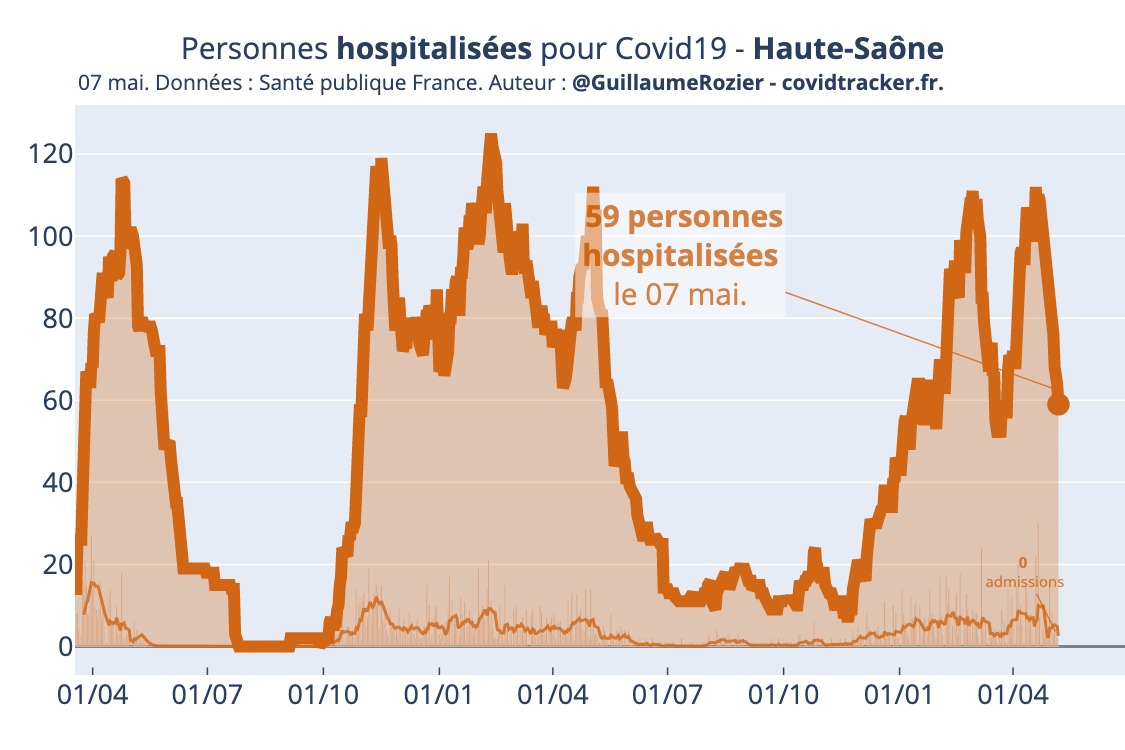 Personnes hospitalisées pour Covid19 - Haute-Saône
07 mai. Données : Santé publique France. Auteur : @GuillaumeRozier - covidtracker.fr.
120
100
80
60
40
20
0
59 personnes
hospitalisées
le 07 mai.
0
admissions
01/04
01/07
01/10
01/01
01/04
01/07
01/10
01/01
01/04